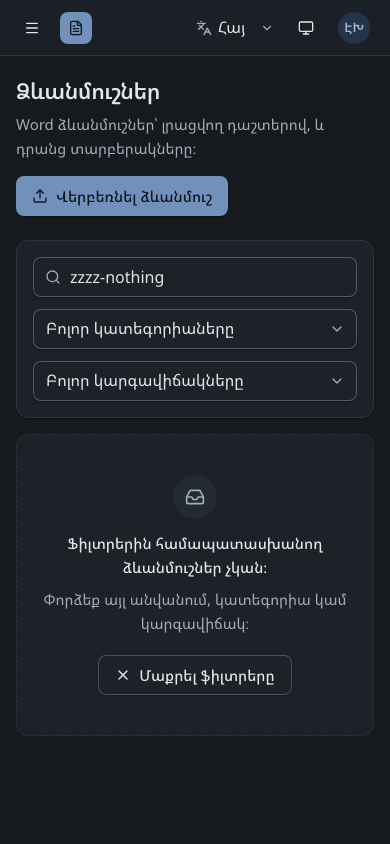 Հայ
ԷԽ
Ձևանմուշներ
Word ձևանմուշներ՝ լրացվող դաշտերով, և
դրանց տարբերակները։
Վերբեռնել ձևանմուշ
zzzz-nothing
Բոլոր կատեգորիաները
Բոլոր կարգավիճակները
Ֆիլտրերին համապատասխանող
ձևանմուշներ չկան։
Փորձեք այլ անվանում, կատեգորիա կամ
կարգավիճակ։
Մաքրել ֆիլտրերը